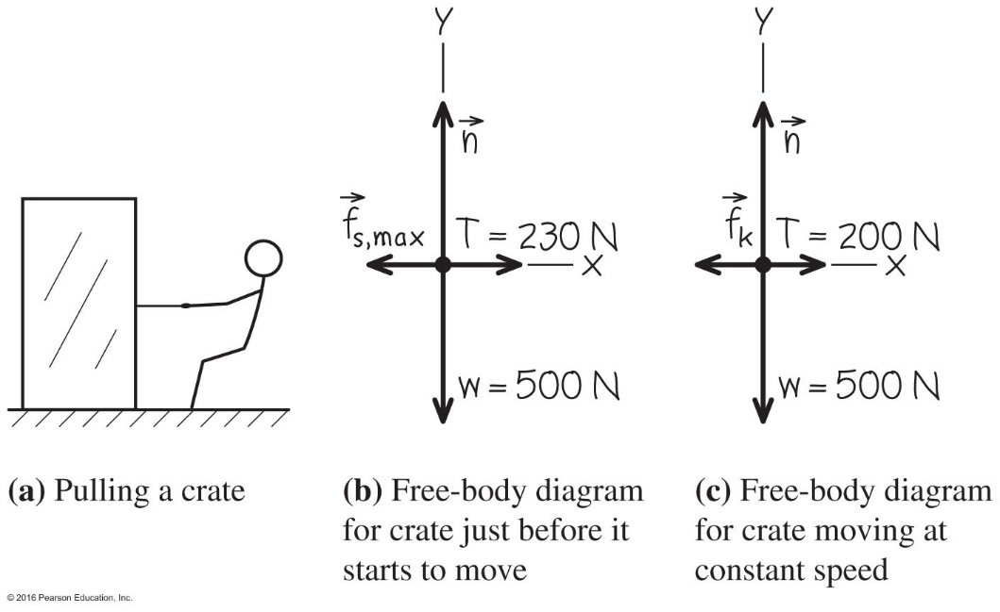 Y
n
f s,max
T = 230 N
X
w = 500 N
Y
n
f k
T = 200 N
X
w = 500 N
(a) Pulling a crate
(b) Free-body diagram
for crate just before it
starts to move
(c) Free-body diagram
for crate moving at
constant speed
© 2016 Pearson Education, Inc.